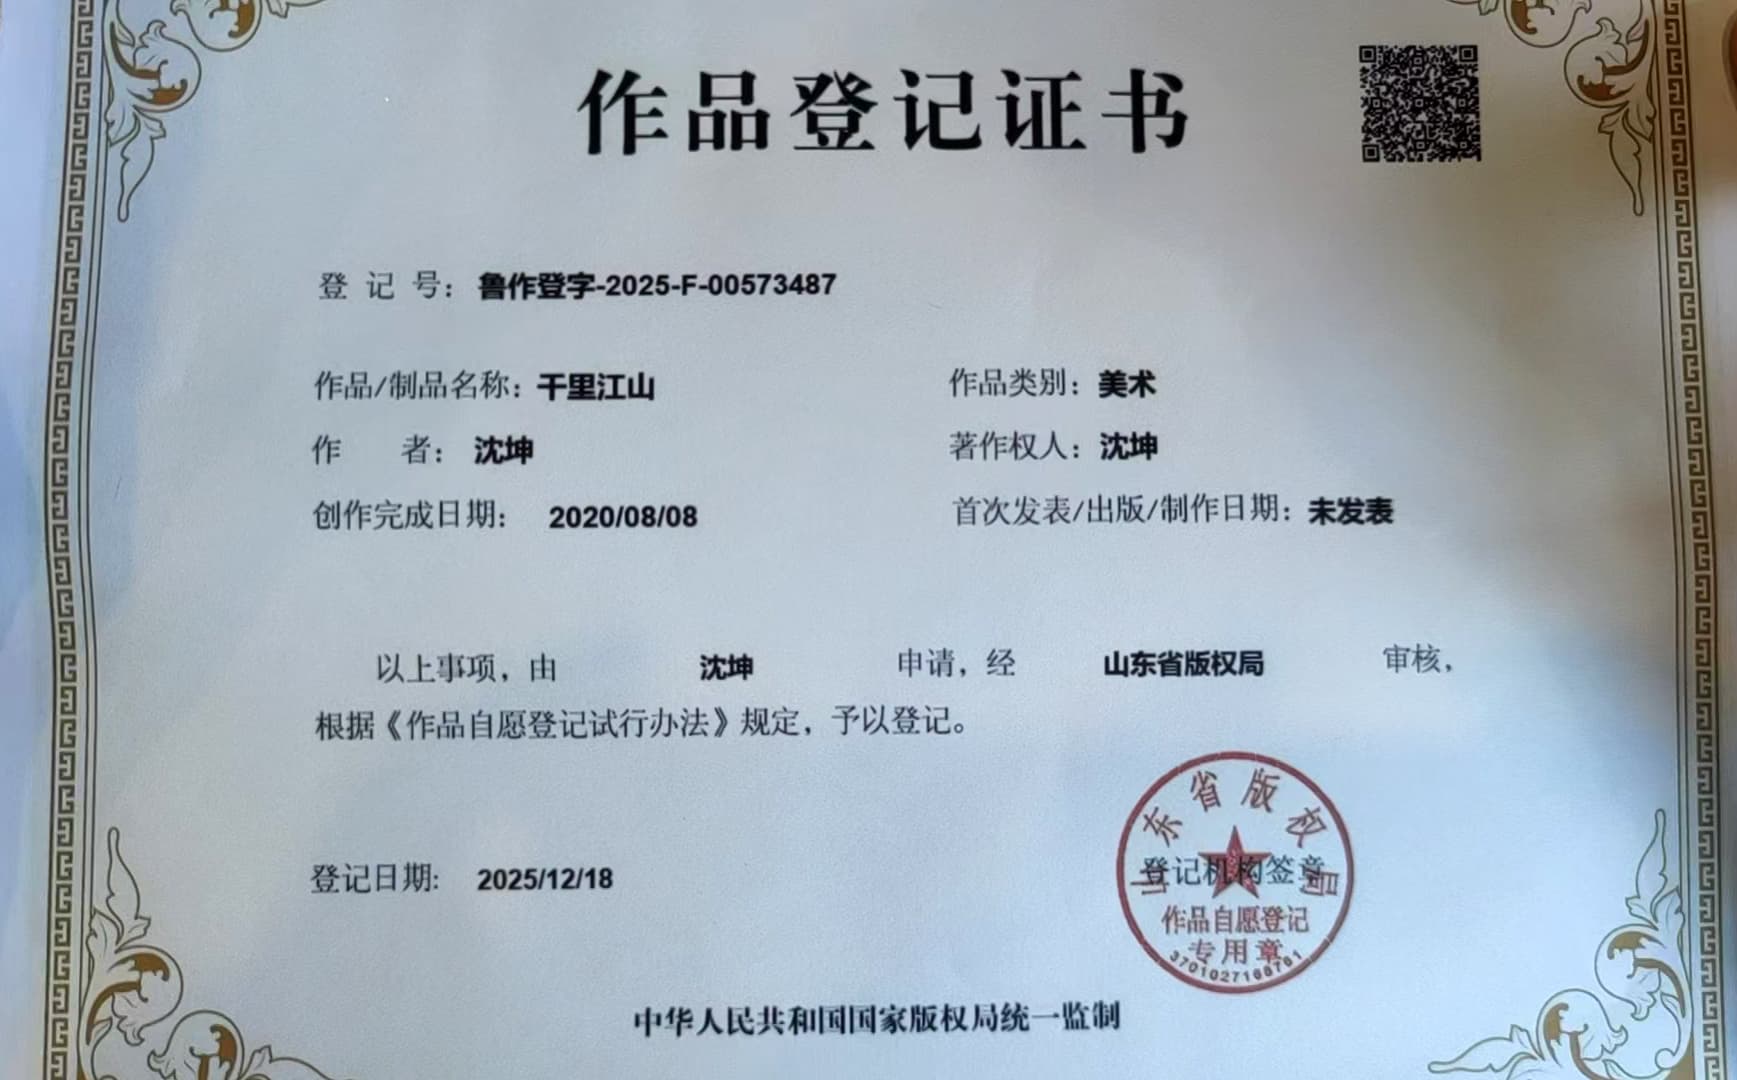 作品登记证书
登记号：鲁作登字-2025-F-00573487
作品/制品名称：千里江山 作品类别：美术
作者：沈坤 著作权人：沈坤
创作完成日期：2020/08/08 首次发表/出版/制作日期：未发表
以上事项，由 沈坤 申请，经 山东省版权局 审核，
根据《作品自愿登记试行办法》规定，予以登记。
登记日期: 2025/12/18
登记机构签章
山东省版权局
作品自愿登记
专用章
中华人民共和国国家版权局统一监制